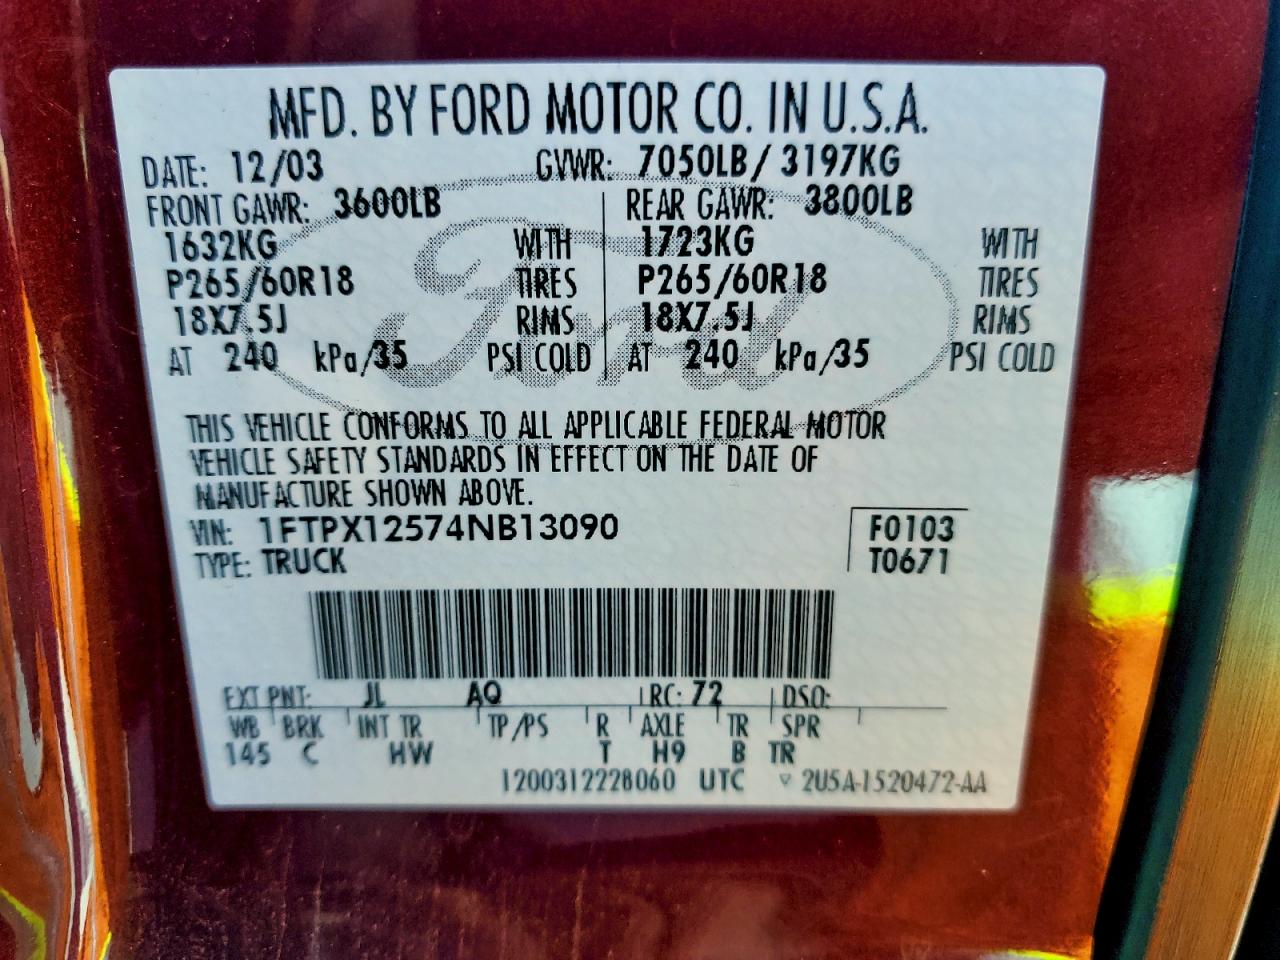 MFD. BY FORD MOTOR CO. IN U.S.A.
DATE: 12/03 GVWR: 7050LB/ 3197KG
FRONT GAWR: 3600LB REAR GAWR: 3800LB
1632KG WITH 1723KG WITH
P265/60R18 TIRES P265/60R18 TIRES
18X7.5J RIMS 18X7.5J RIMS
AT 240 kPa/35 PSI COLD AT 240 kPa/35 PSI COLD
Ford
THIS VEHICLE CONFORMS TO ALL APPLICABLE FEDERAL MOTOR
VEHICLE SAFETY STANDARDS IN EFFECT ON THE DATE OF
MANUFACTURE SHOWN ABOVE.
VIN: 1FTPX12574NB13090 F0103
TYPE: TRUCK T0671
EXT PNT: JL AQ RC: 72 DSO:
WB BRK INT TR TP/PS R AXLE TR SPR
145 C HW T H9 B TR
1200312228060 UTC ▽ 2U5A-1520472-AA